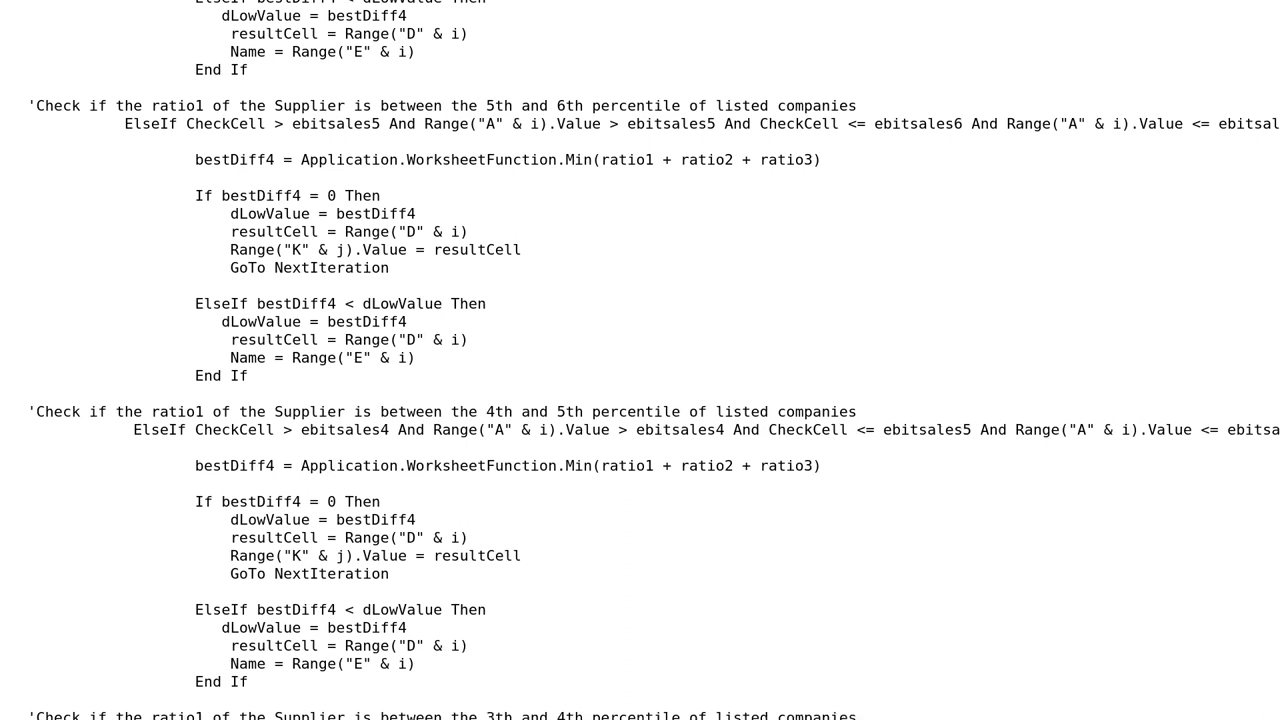 ElseIf bestDiff4 < dLowValue Then
dLowValue = bestDiff4
resultCell = Range("D" & i)
Name = Range("E" & i)
End If
'Check if the ratio1 of the Supplier is between the 5th and 6th percentile of listed companies
ElseIf CheckCell > ebitsales5 And Range("A" & i).Value > ebitsales5 And CheckCell <= ebitsales6 And Range("A" & i).Value <= ebitsal
bestDiff4 = Application.WorksheetFunction.Min(ratio1 + ratio2 + ratio3)
If bestDiff4 = 0 Then
dLowValue = bestDiff4
resultCell = Range("D" & i)
Range("K" & j).Value = resultCell
GoTo NextIteration
ElseIf bestDiff4 < dLowValue Then
dLowValue = bestDiff4
resultCell = Range("D" & i)
Name = Range("E" & i)
End If
'Check if the ratio1 of the Supplier is between the 4th and 5th percentile of listed companies
ElseIf CheckCell > ebitsales4 And Range("A" & i).Value > ebitsales4 And CheckCell <= ebitsales5 And Range("A" & i).Value <= ebitsa
bestDiff4 = Application.WorksheetFunction.Min(ratio1 + ratio2 + ratio3)
If bestDiff4 = 0 Then
dLowValue = bestDiff4
resultCell = Range("D" & i)
Range("K" & j).Value = resultCell
GoTo NextIteration
ElseIf bestDiff4 < dLowValue Then
dLowValue = bestDiff4
resultCell = Range("D" & i)
Name = Range("E" & i)
End If
'Check if the ratio1 of the Supplier is between the 3th and 4th percentile of listed companies